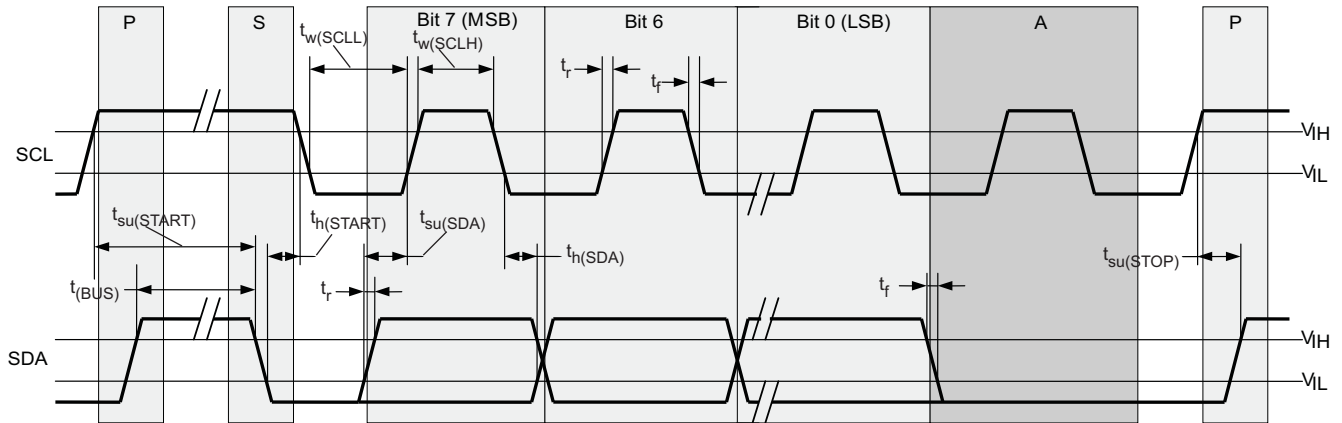 P S Bit 7 (MSB) Bit 6 Bit 0 (LSB) A P
tw(SCLL) tw(SCLH) tr tf
VIH
SCL
VIL
tsu(START) th(START) tsu(SDA) th(SDA) tsu(STOP)
t(BUS) tr tf
VIH
SDA
VIL